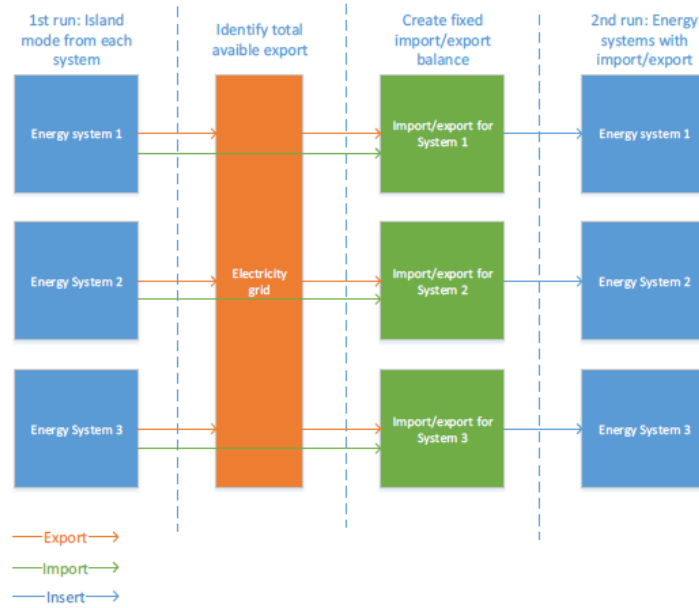 1st run: Island
mode from each
system
Identify total
avaible export
Create fixed
import/export
balance
2nd run: Energy
systems with
import/export
Energy system 1
Import/export for
System 1
Energy system 1
Energy System 2
Electricity
grid
Import/export for
System 2
Energy System 2
Energy System 3
Import/export for
System 3
Energy System 3
Export
Import
Insert